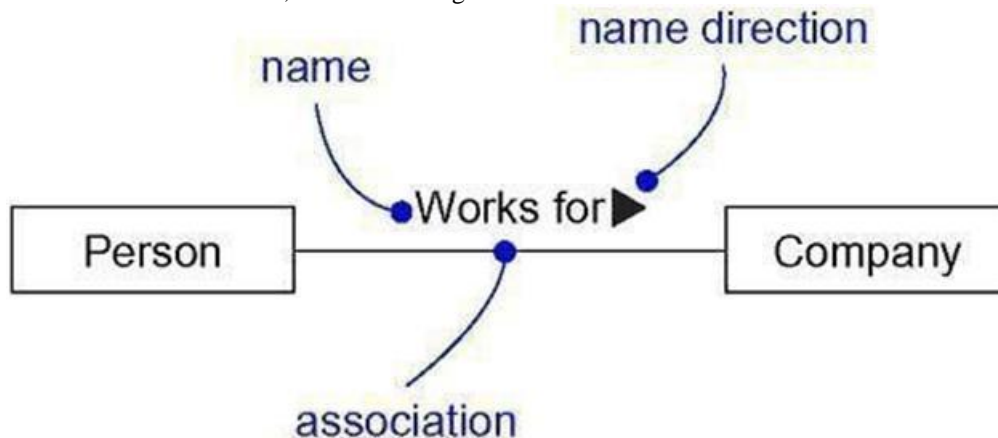 name direction
name
Works for
Person
Company
association